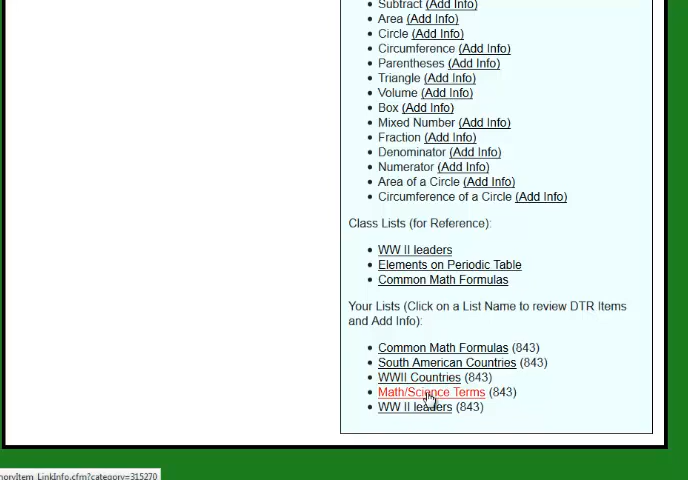 Subtract (Add Info)
Area (Add Info)
Circle (Add Info)
Circumference (Add Info)
Parentheses (Add Info)
Triangle (Add Info)
Volume (Add Info)
Box (Add Info)
Mixed Number (Add Info)
Fraction (Add Info)
Denominator (Add Info)
Numerator (Add Info)
Area of a Circle (Add Info)
Circumference of a Circle (Add Info)
Class Lists (for Reference):
WW II leaders
Elements on Periodic Table
Common Math Formulas
Your Lists (Click on a List Name to review DTR Items
and Add Info):
Common Math Formulas (843)
South American Countries (843)
WWII Countries (843)
Math/Science Terms (843)
WW II leaders (843)
noryItem_LinkInfo.cfm?category=315270